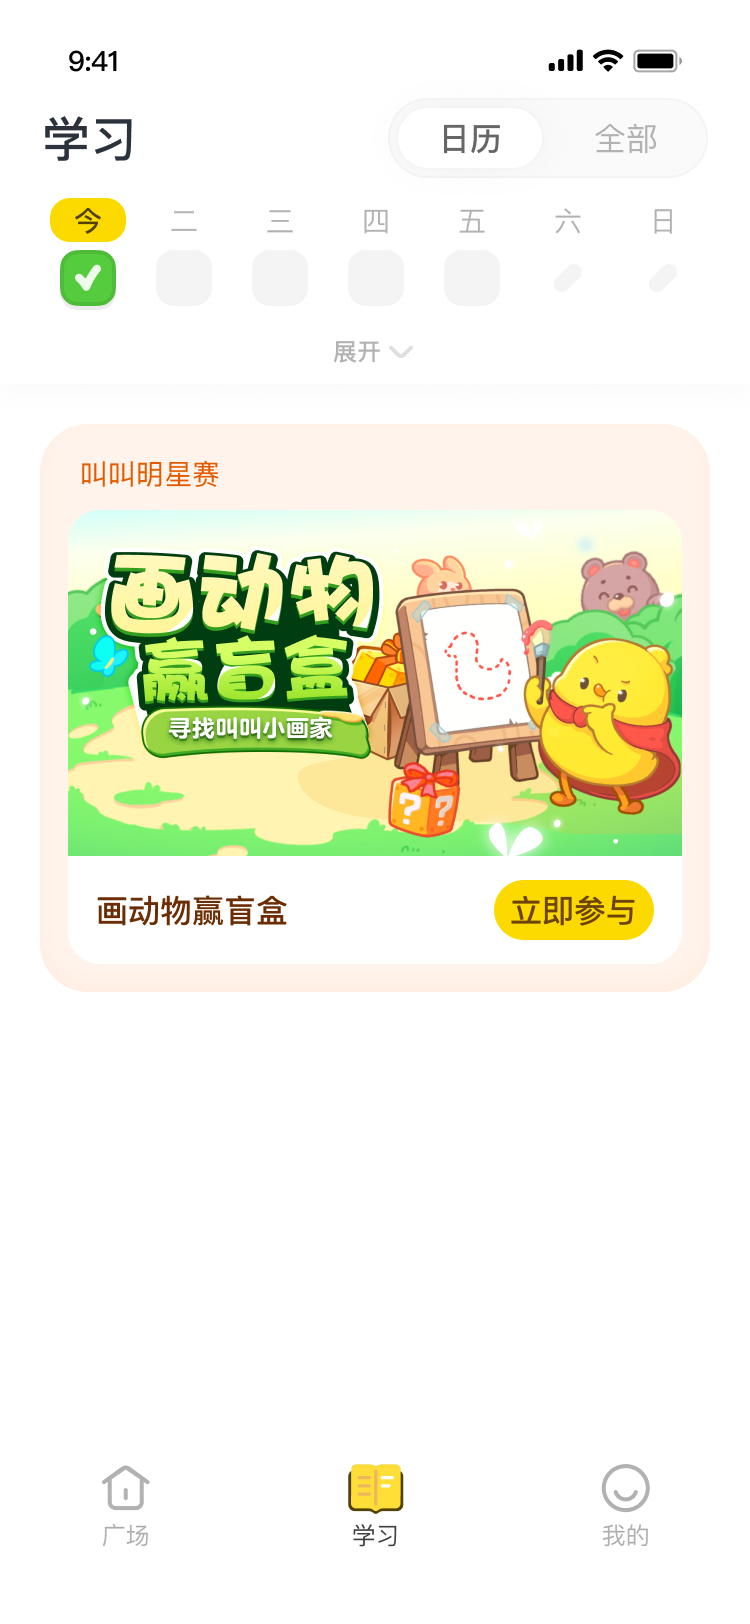 9:41
学习
日历 全部
今 二 三 四 五 六 日
展开
叫叫明星赛
画动物
赢盲盒
寻找叫叫小画家
? ?
画动物赢盲盒 立即参与
广场 学习 我的